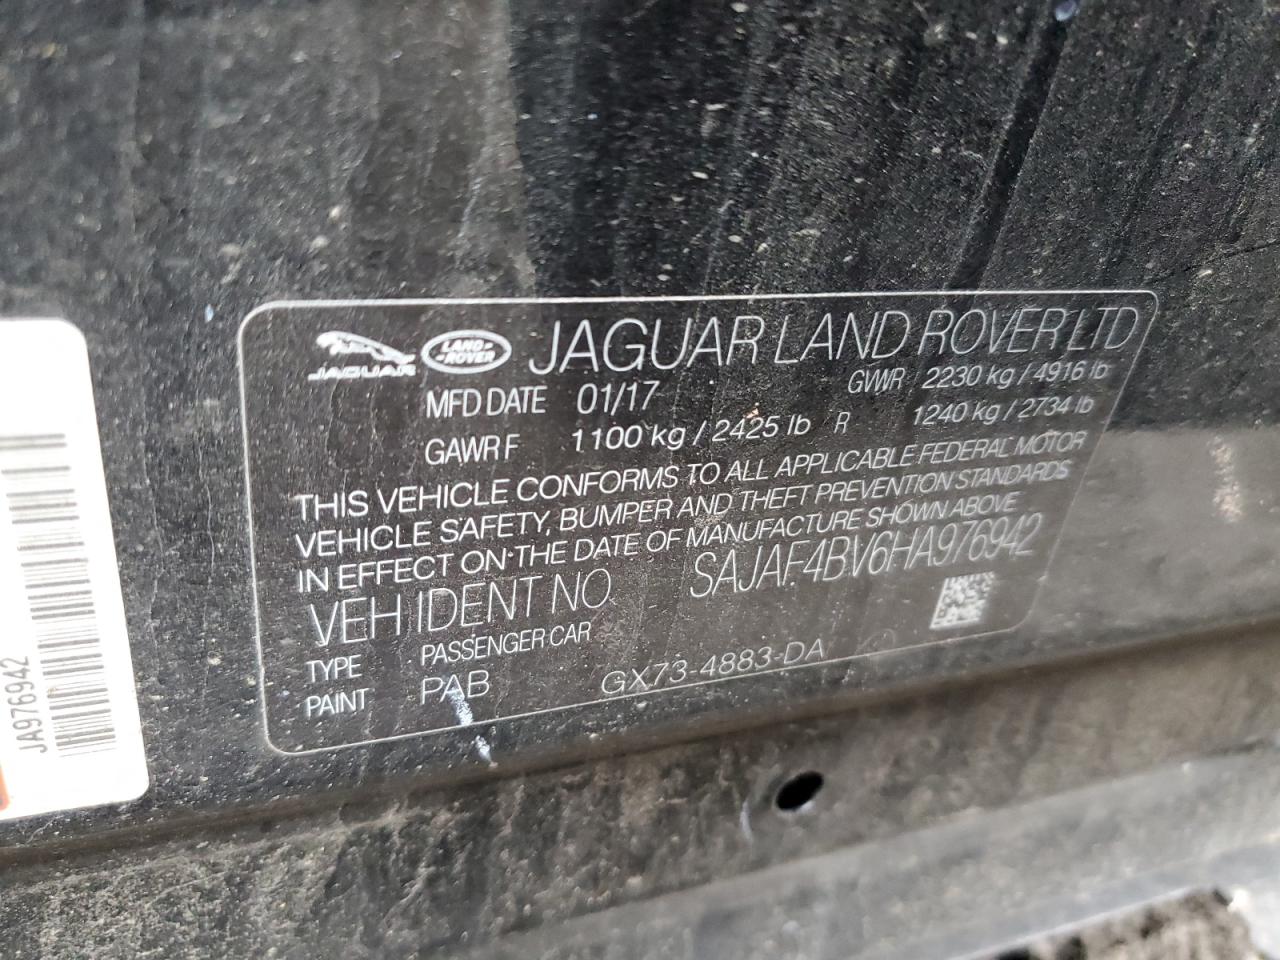 JAGUAR LAND ROVER JAGUAR LAND ROVER LTD
MFD DATE 01/17 GVWR 2230 kg / 4916 lb
GAWR F 1100 kg / 2425 lb R 1240 kg / 2734 lb
THIS VEHICLE CONFORMS TO ALL APPLICABLE FEDERAL MOTOR
VEHICLE SAFETY, BUMPER AND THEFT PREVENTION STANDARDS
IN EFFECT ON THE DATE OF MANUFACTURE SHOWN ABOVE
VEH IDENT NO SAJAF4BV6HA976942
TYPE PASSENGER CAR
PAINT PAB GX73-4883-DA
JA976942